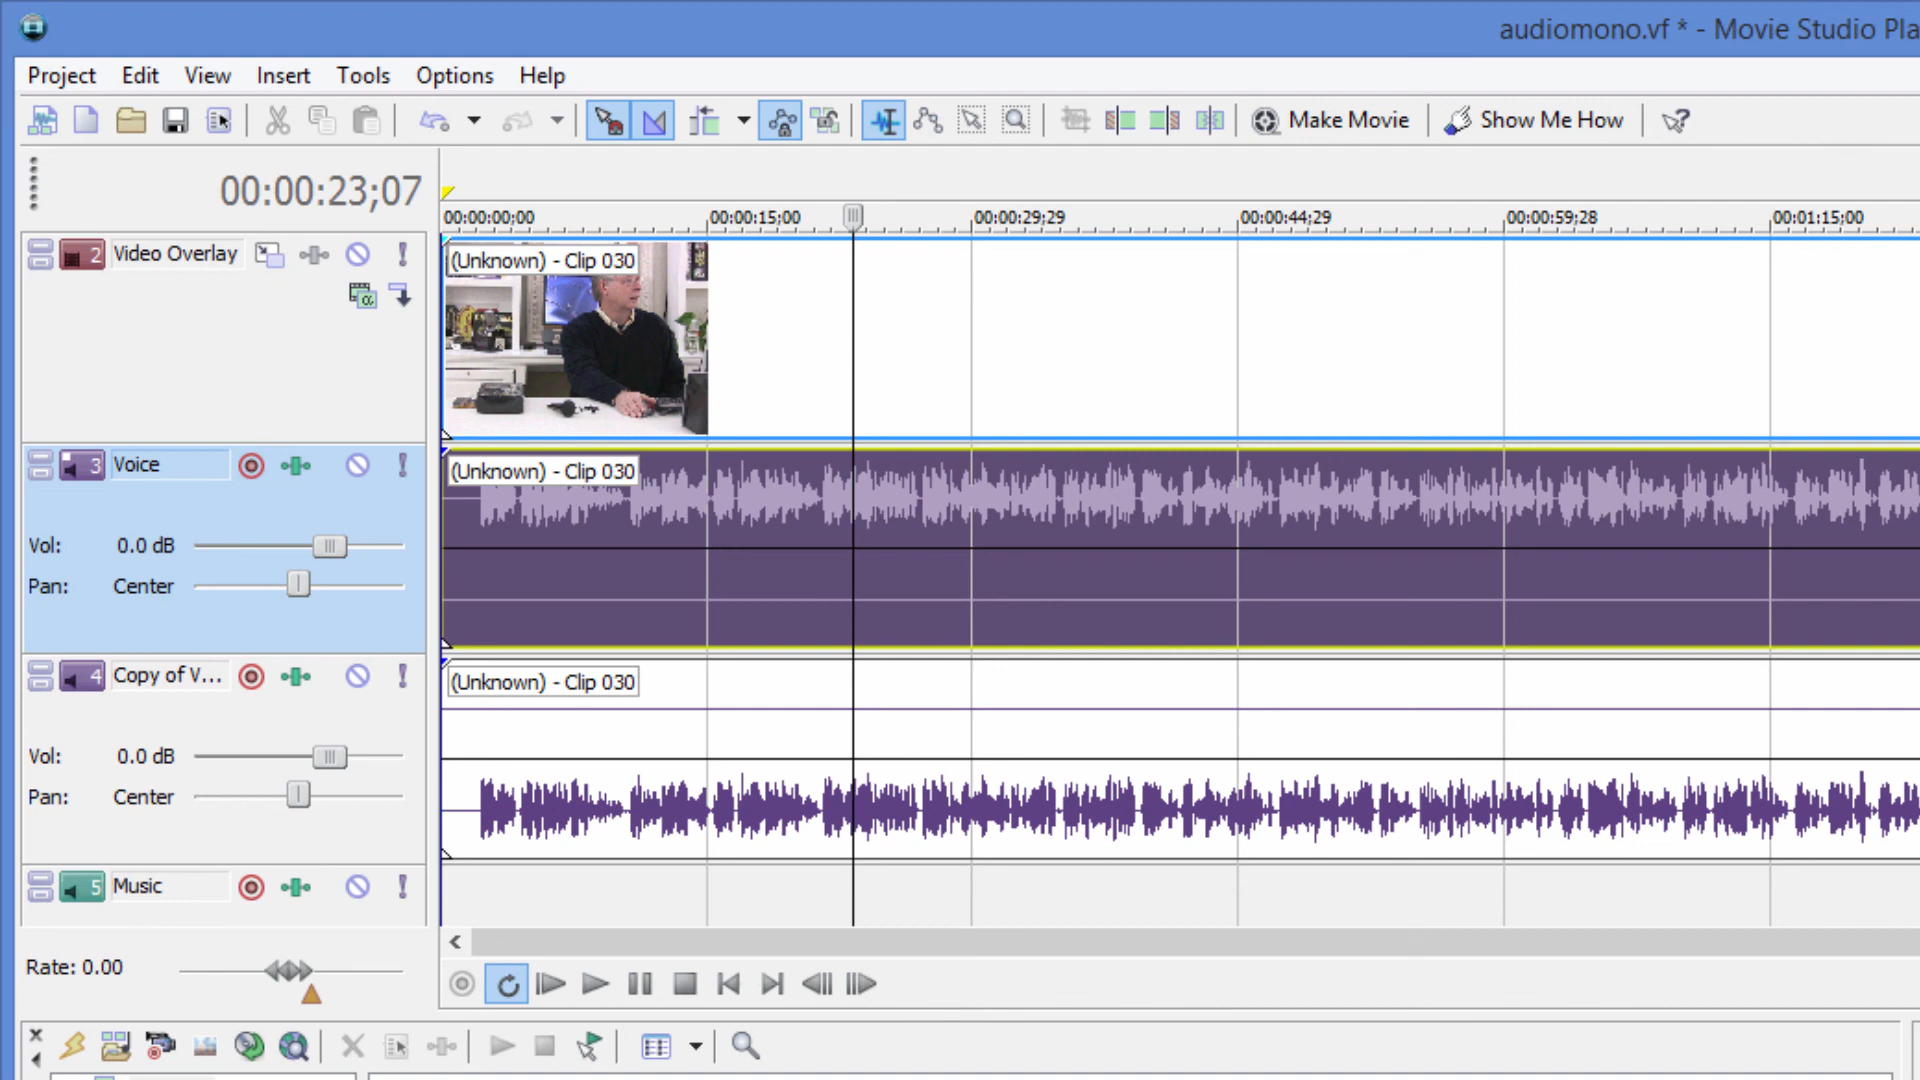 audiomono.vf * - Movie Studio Pla
Project Edit View Insert Tools Options Help
Make Movie Show Me How
00:00:23;07
00:00:00;00 00:00:15;00 00:00:29;29 00:00:44;29 00:00:59;28 00:01:15;00
2 Video Overlay
(Unknown) - Clip 030
3 Voice
(Unknown) - Clip 030
Vol: 0.0 dB
Pan: Center
4 Copy of V...
(Unknown) - Clip 030
Vol: 0.0 dB
Pan: Center
5 Music
Rate: 0.00